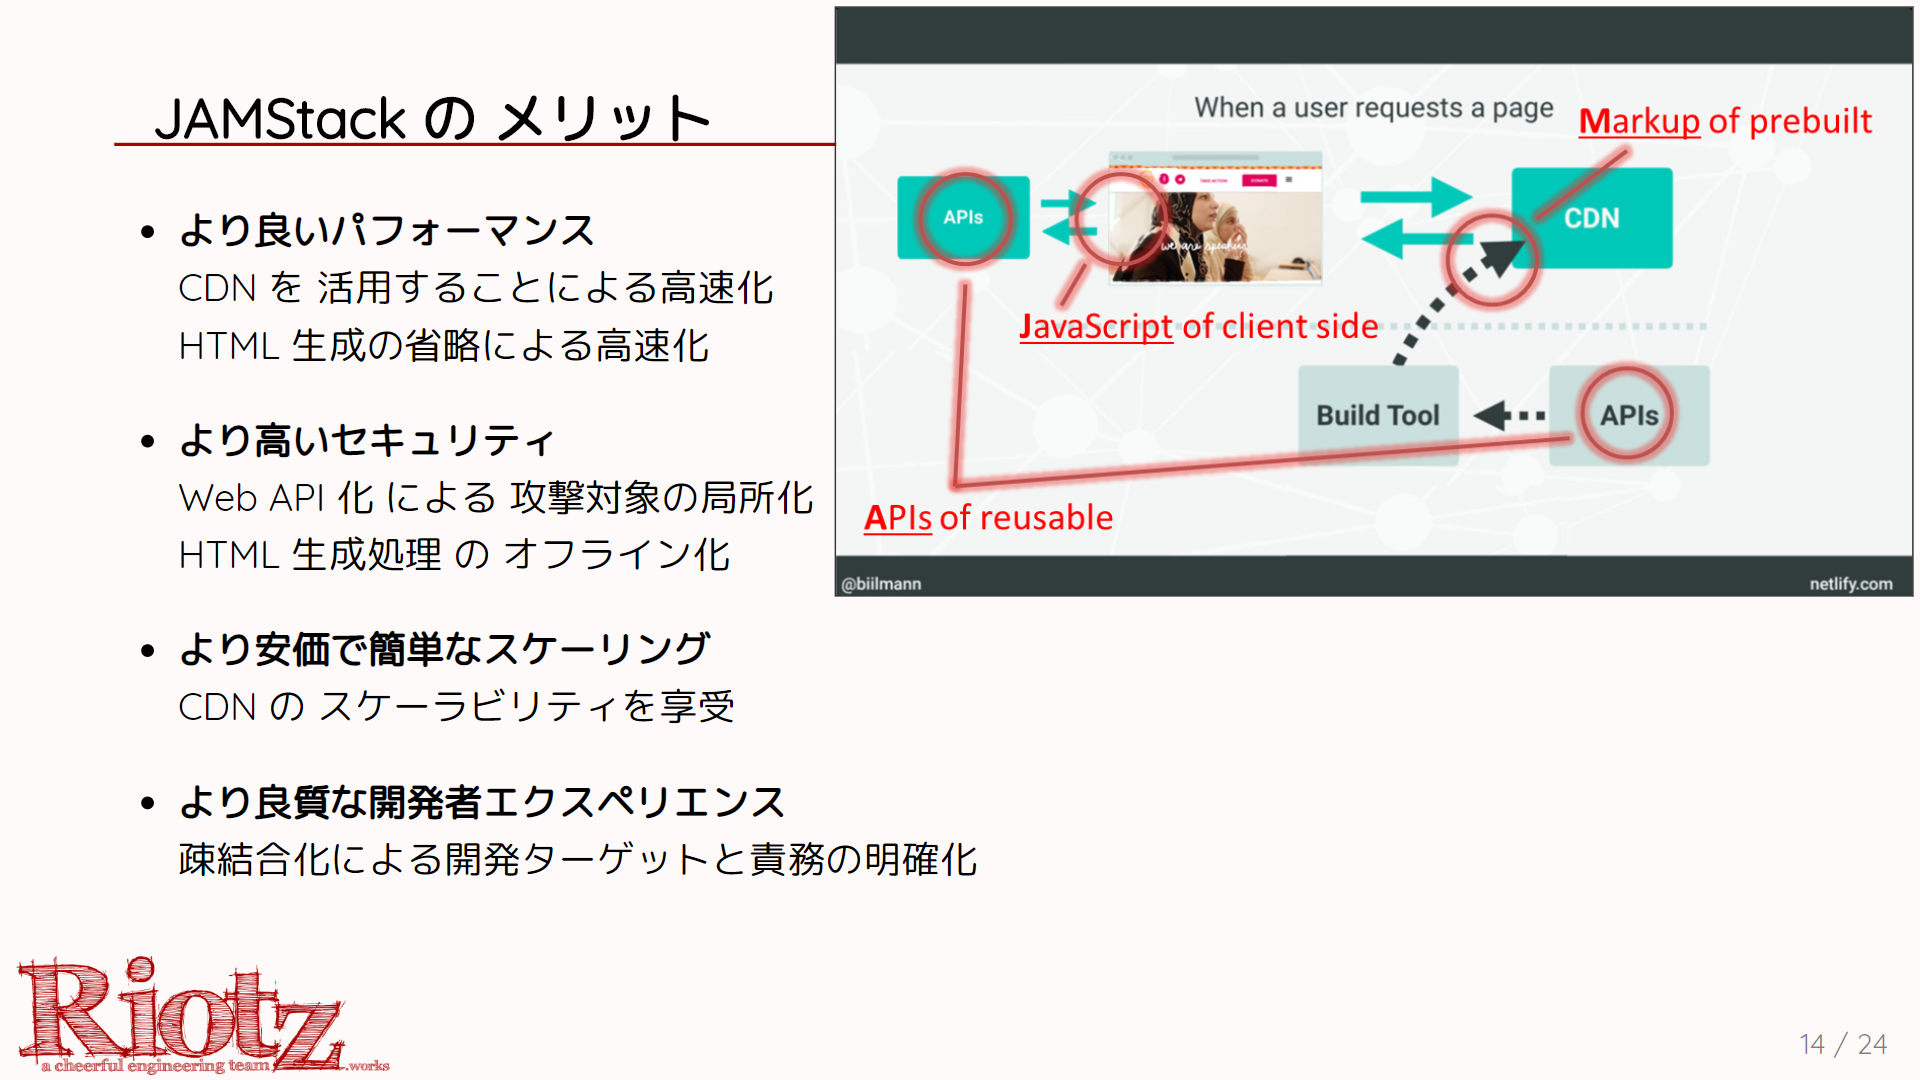 JAMStack の メリット
• より良いパフォーマンス
CDN を 活用することによる高速化
HTML 生成の省略による高速化
• より高いセキュリティ
Web API 化 による 攻撃対象の局所化
HTML 生成処理 の オフライン化
• より安価で簡単なスケーリング
CDN の スケーラビリティを享受
• より良質な開発者エクスペリエンス
疎結合化による開発ターゲットと責務の明確化
When a user requests a page
Markup of prebuilt
APIs
TAKE ACTION
DONATE
we are speakers
CDN
JavaScript of client side
Build Tool
APIs
APIs of reusable
@biilmann
netlify.com
Riotz
a cheerful engineering team .works
14 / 24